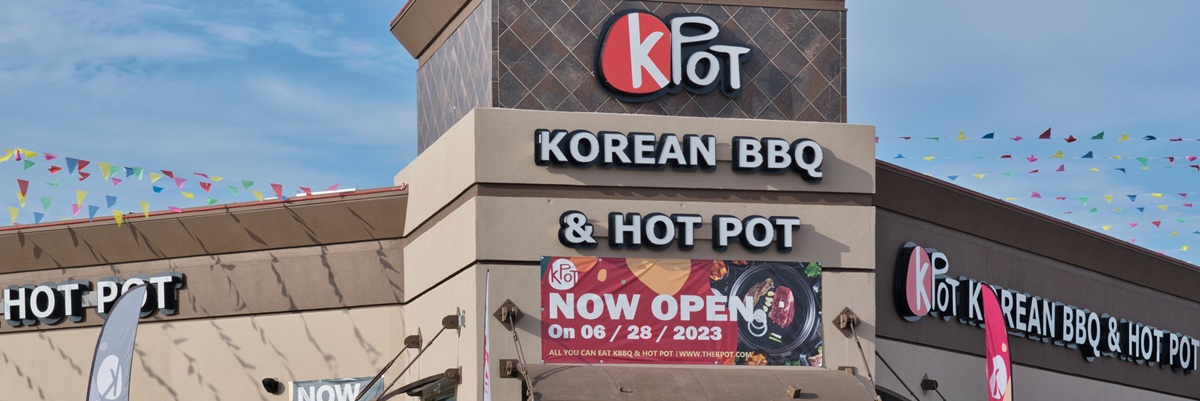 KPOT
KOREAN BBQ
& HOT POT
KPOT
NOW OPEN
On 06 / 28 / 2023
ALL YOU CAN EAT KBBQ & HOT POT | WWW.THEKPOT.COM
HOT POT
NOW
KPOT KOREAN BBQ & HOT POT